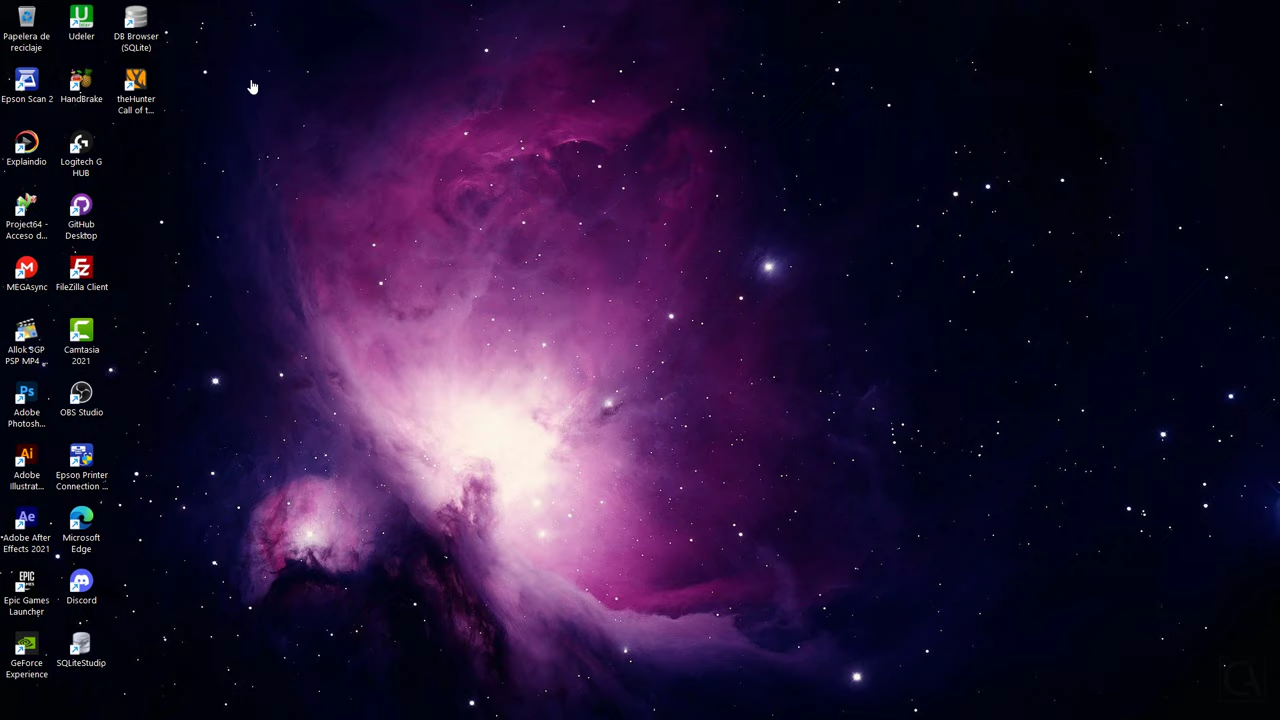 Papelera de
reciclaje
Epson Scan 2
Explaindio
Project64 -
Acceso d...
MEGAsync
Allok 3GP
PSP MP4 ...
Adobe
Photosh...
Adobe
Illustrat...
Adobe After
Effects 2021
Epic Games
Launcher
GeForce
Experience
Udeler
HandBrake
Logitech G
HUB
GitHub
Desktop
FileZilla Client
Camtasia
2021
OBS Studio
Epson Printer
Connection ...
Microsoft
Edge
Discord
SQLiteStudio
DB Browser
(SQLite)
theHunter
Call of t...